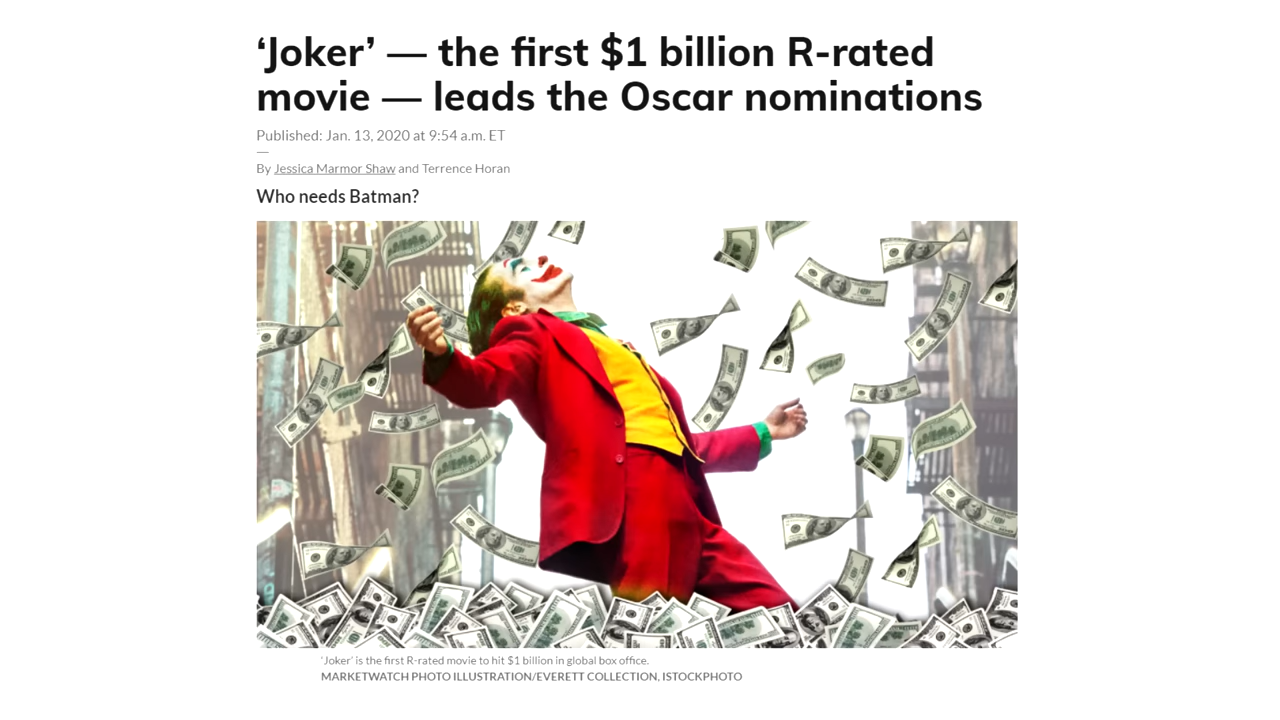 ‘Joker’ — the first $1 billion R-rated
movie — leads the Oscar nominations
Published: Jan. 13, 2020 at 9:54 a.m. ET
—
By Jessica Marmor Shaw and Terrence Horan
Who needs Batman?
‘Joker’ is the first R-rated movie to hit $1 billion in global box office.
MARKETWATCH PHOTO ILLUSTRATION/EVERETT COLLECTION, ISTOCKPHOTO